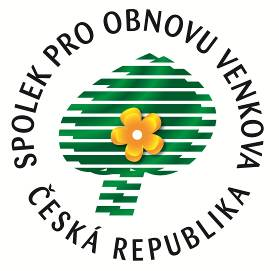 SPOLEK PRO OBNOVU VENKOVA
ČESKÁ REPUBLIKA